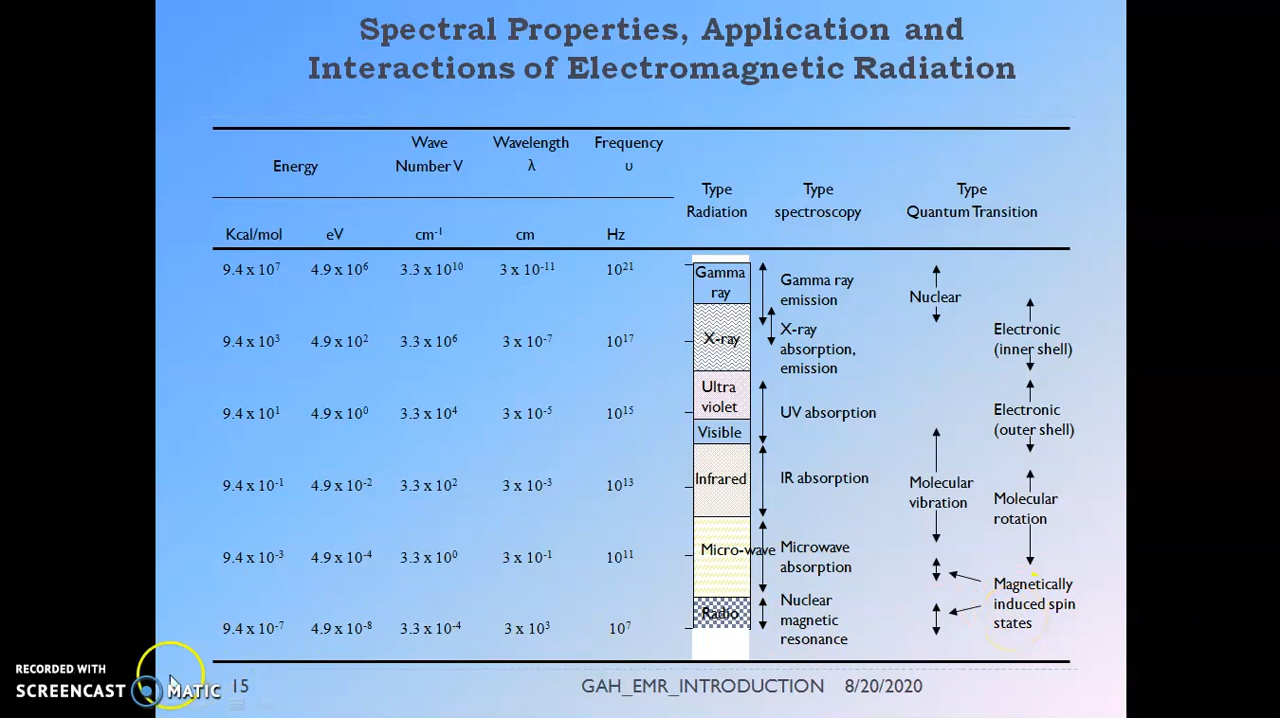 Spectral Properties, Application and
Interactions of Electromagnetic Radiation
Energy
Wave
Number V
Wavelength
λ
Frequency
υ
Type
Radiation
Type
spectroscopy
Type
Quantum Transition
Kcal/mol eV cm⁻¹ cm Hz
9.4 x 10⁷ 4.9 x 10⁶ 3.3 x 10¹⁰ 3 x 10⁻¹¹ 10²¹
9.4 x 10³ 4.9 x 10² 3.3 x 10⁶ 3 x 10⁻⁷ 10¹⁷
9.4 x 10¹ 4.9 x 10⁰ 3.3 x 10⁴ 3 x 10⁻⁵ 10¹⁵
9.4 x 10⁻¹ 4.9 x 10⁻² 3.3 x 10² 3 x 10⁻³ 10¹³
9.4 x 10⁻³ 4.9 x 10⁻⁴ 3.3 x 10⁰ 3 x 10⁻¹ 10¹¹
9.4 x 10⁻⁷ 4.9 x 10⁻⁸ 3.3 x 10⁻⁴ 3 x 10³ 10⁷
Gamma
ray
X-ray
Ultra
violet
Visible
Infrared
Micro-wave
Radio
Gamma ray
emission
X-ray
absorption,
emission
UV absorption
IR absorption
Microwave
absorption
Nuclear
magnetic
resonance
Nuclear
Electronic
(inner shell)
Electronic
(outer shell)
Molecular
vibration
Molecular
rotation
Magnetically
induced spin
states
RECORDED WITH
SCREENCAST MATIC
15 GAH_EMR_INTRODUCTION 8/20/2020